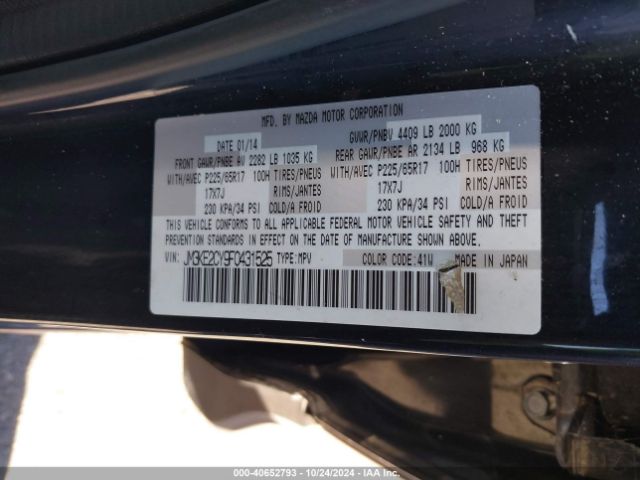 MFD. BY MAZDA MOTOR CORPORATION
DATE 01/14 GVWR/PNBV 4409 LB 2000 KG
FRONT GAWR/PNBE AV 2282 LB 1035 KG REAR GAWR/PNBE AR 2134 LB 968 KG
WITH/AVEC P225/65R17 100H TIRES/PNEUS WITH/AVEC P225/65R17 100H TIRES/PNEUS
17X7J RIMS/JANTES 17X7J RIMS/JANTES
230 KPA/34 PSI COLD/A FROID 230 KPA/34 PSI COLD/A FROID
THIS VEHICLE CONFORMS TO ALL APPLICABLE FEDERAL MOTOR VEHICLE SAFETY AND THEFT
PREVENTION STANDARDS IN EFFECT ON THE DATE OF MANUFACTURE SHOWN ABOVE.
VIN: JM3KE2CY9F0431525 TYPE:MPV COLOR CODE:41W MADE IN JAPAN
000-40652793 - 10/24/2024 - IAA Inc.